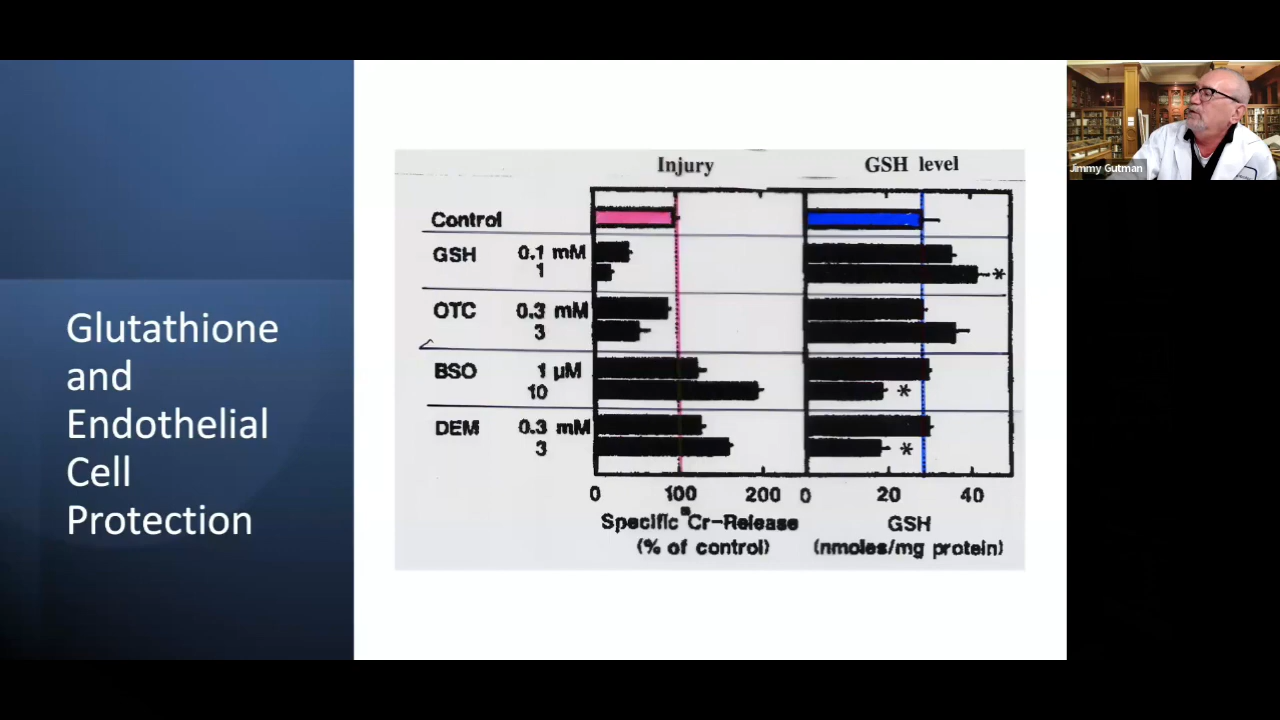 Glutathione
and
Endothelial
Cell
Protection
Injury GSH level
Control
GSH 0.1 mM
1
*
OTC 0.3 mM
3
BSO 1 µM
10
*
DEM 0.3 mM
3
*
0 100 200 0 20 40
Specific Cr-Release GSH
(% of control) (nmoles/mg protein)
Jimmy Gutman